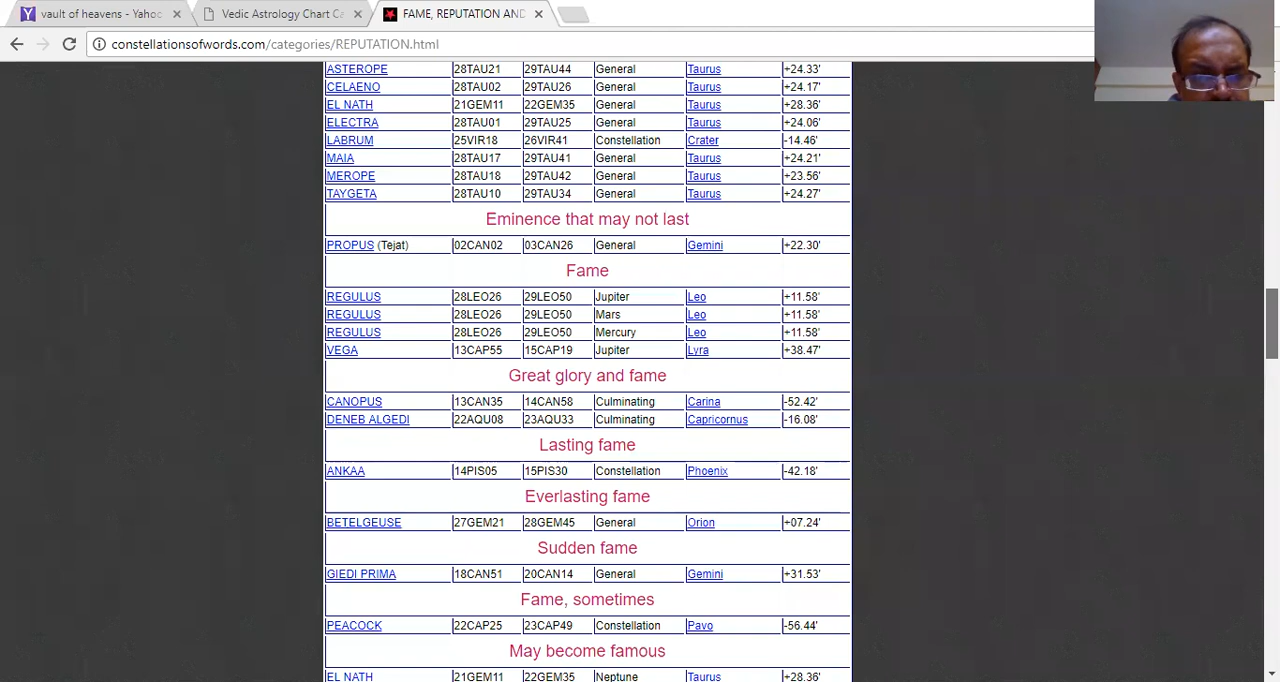 vault of heavens - Yahoo
Vedic Astrology Chart Ca
FAME, REPUTATION AND
constellationsofwords.com/categories/REPUTATION.html
ASTEROPE 28TAU21 29TAU44 General Taurus +24.33'
CELAENO 28TAU02 29TAU26 General Taurus +24.17'
EL NATH 21GEM11 22GEM35 General Taurus +28.36'
ELECTRA 28TAU01 29TAU25 General Taurus +24.06'
LABRUM 25VIR18 26VIR41 Constellation Crater -14.46'
MAIA 28TAU17 29TAU41 General Taurus +24.21'
MEROPE 28TAU18 29TAU42 General Taurus +23.56'
TAYGETA 28TAU10 29TAU34 General Taurus +24.27'
Eminence that may not last
PROPUS (Tejat) 02CAN02 03CAN26 General Gemini +22.30'
Fame
REGULUS 28LEO26 29LEO50 Jupiter Leo +11.58'
REGULUS 28LEO26 29LEO50 Mars Leo +11.58'
REGULUS 28LEO26 29LEO50 Mercury Leo +11.58'
VEGA 13CAP55 15CAP19 Jupiter Lyra +38.47'
Great glory and fame
CANOPUS 13CAN35 14CAN58 Culminating Carina -52.42'
DENEB ALGEDI 22AQU08 23AQU33 Culminating Capricornus -16.08'
Lasting fame
ANKAA 14PIS05 15PIS30 Constellation Phoenix -42.18'
Everlasting fame
BETELGEUSE 27GEM21 28GEM45 General Orion +07.24'
Sudden fame
GIEDI PRIMA 18CAN51 20CAN14 General Gemini +31.53'
Fame, sometimes
PEACOCK 22CAP25 23CAP49 Constellation Pavo -56.44'
May become famous
EL NATH 21GEM11 22GEM35 Neptune Taurus +28.36'